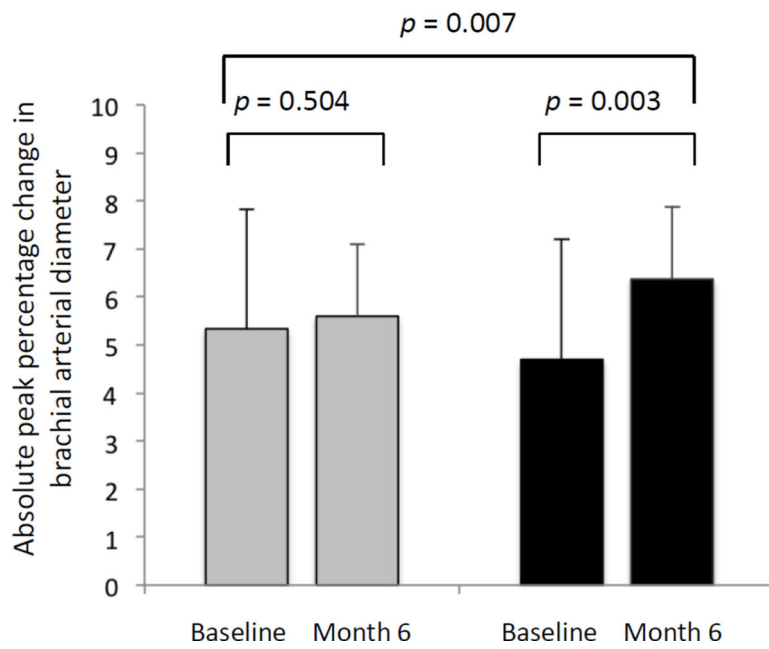 p = 0.007
p = 0.504
p = 0.003
Absolute peak percentage change in
brachial arterial diameter
10
9
8
7
6
5
4
3
2
1
0
Baseline
Month 6
Baseline
Month 6